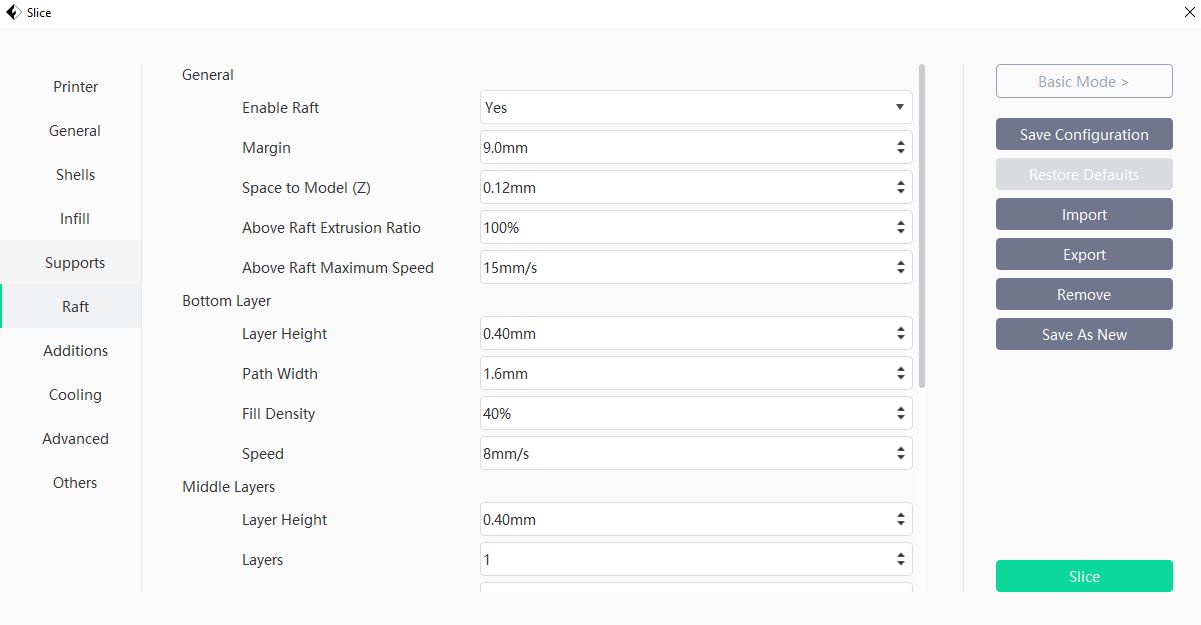 Slice
Printer
General
Shells
Infill
Supports
Raft
Additions
Cooling
Advanced
Others
General
Enable Raft Yes
Margin 9.0mm
Space to Model (Z) 0.12mm
Above Raft Extrusion Ratio 100%
Above Raft Maximum Speed 15mm/s
Bottom Layer
Layer Height 0.40mm
Path Width 1.6mm
Fill Density 40%
Speed 8mm/s
Middle Layers
Layer Height 0.40mm
Layers 1
Basic Mode >
Save Configuration
Restore Defaults
Import
Export
Remove
Save As New
Slice